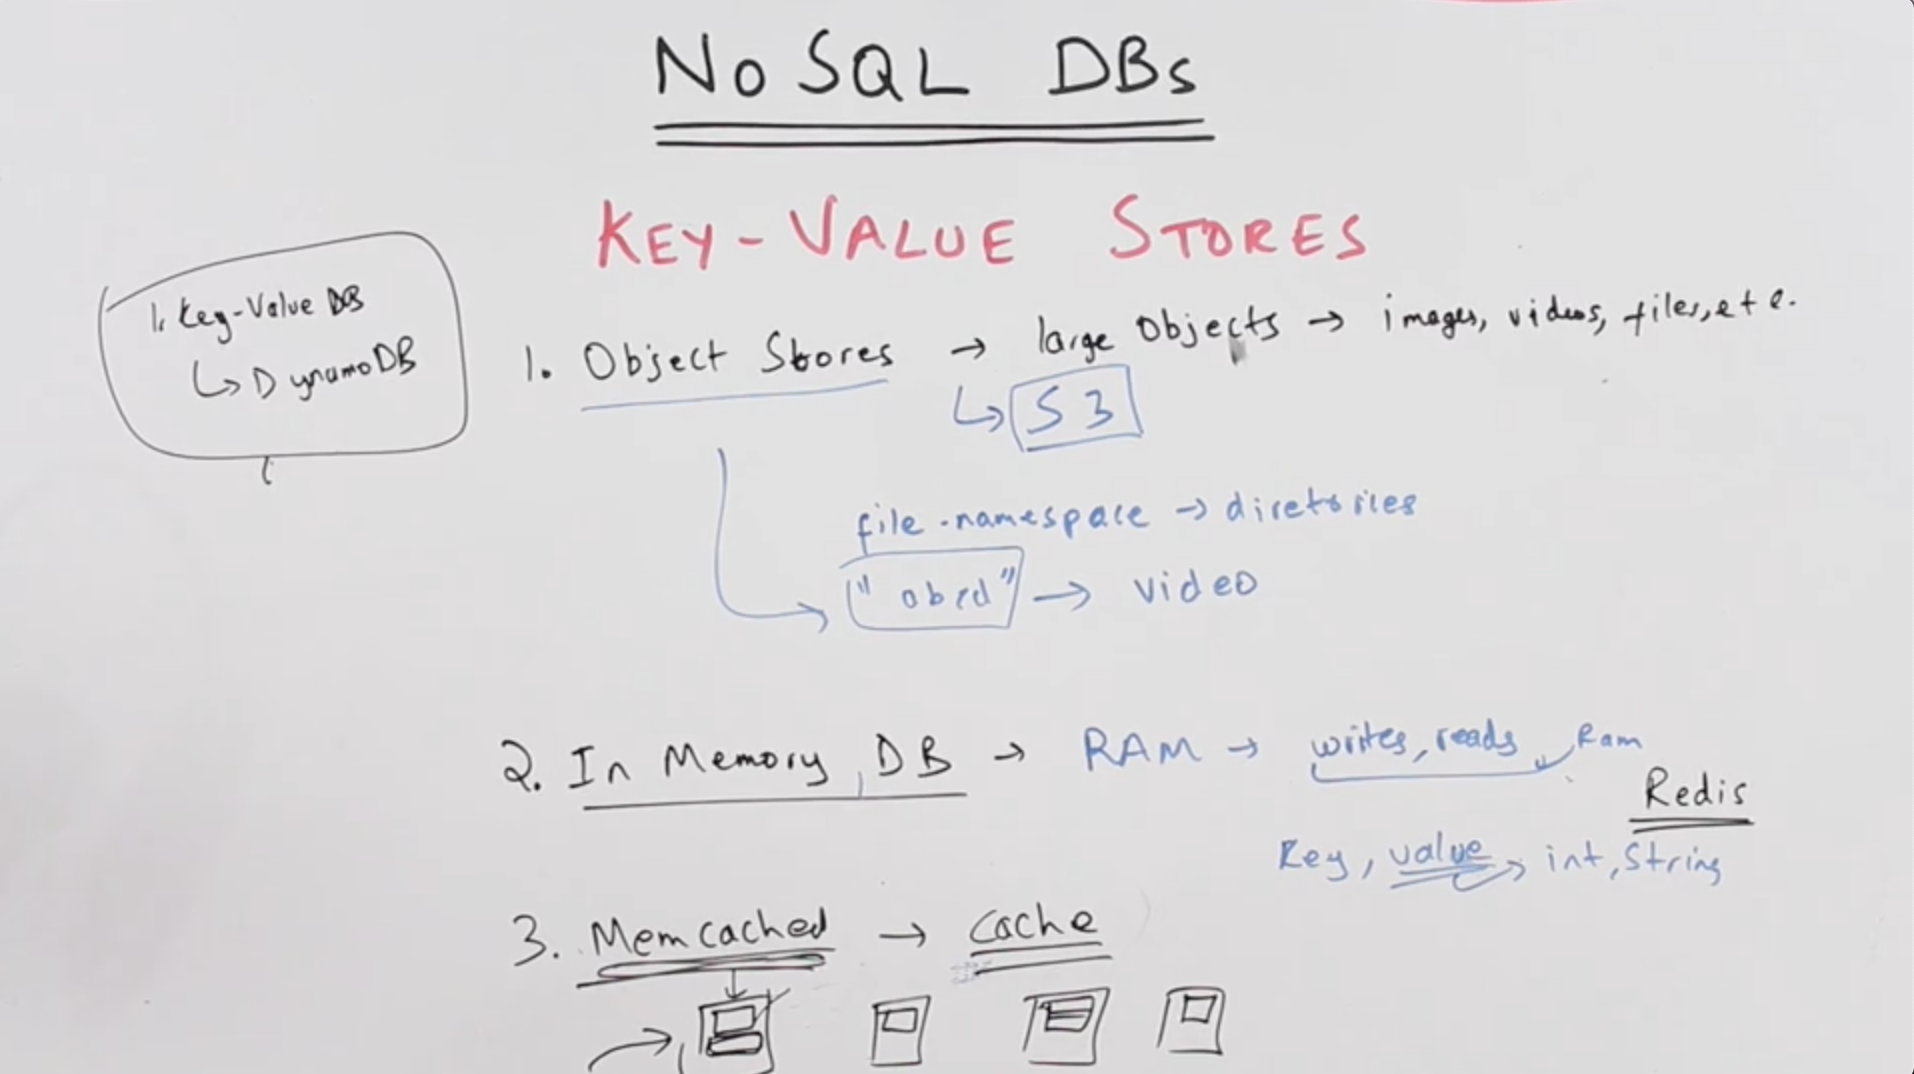 NoSQL DBs
KEY-VALUE STORES
1. Key-Value DB
↳ DynamoDB
1. Object Stores → large Objects → images, videos, files, etc.
↳ S3
file-namespace → diretories
"obed" → video
2. In Memory DB → RAM → writes, reads Ram
Redis
Key, value → int, String
3. Memcached → Cache